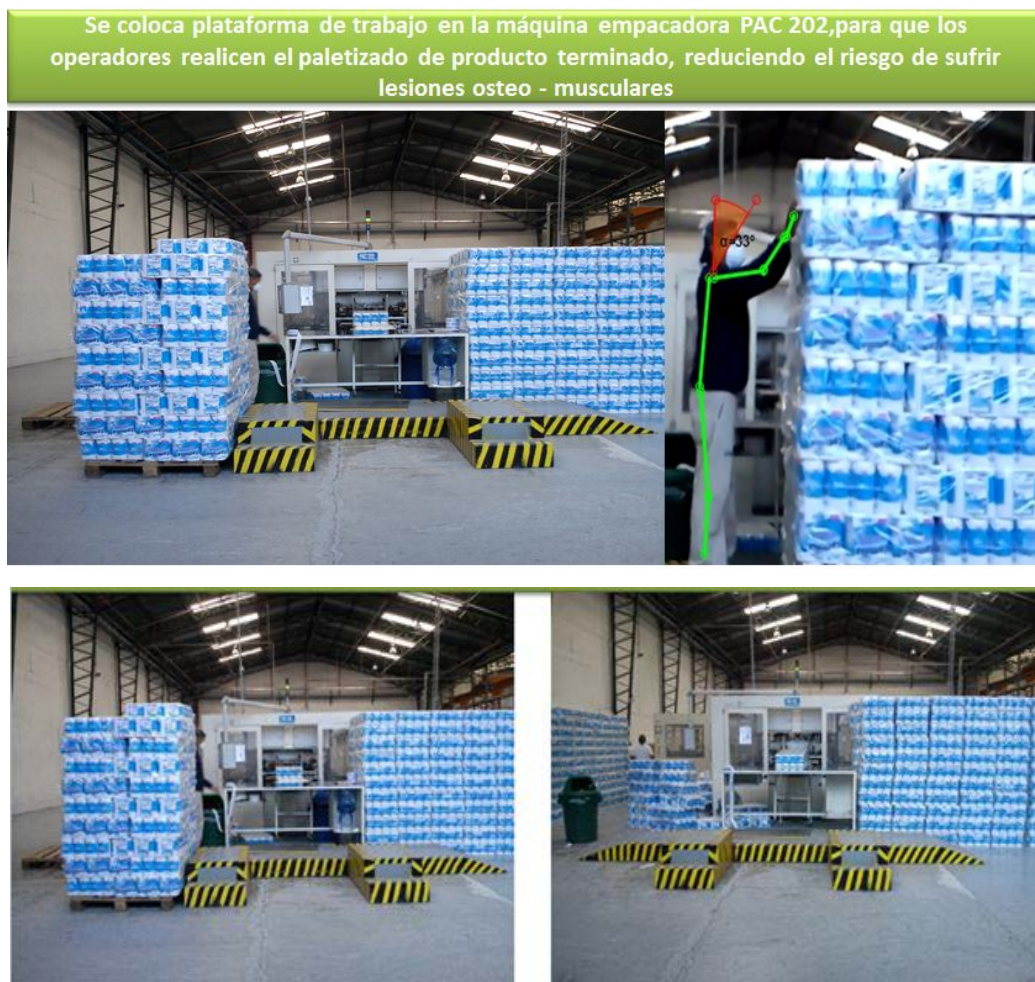 Se coloca plataforma de trabajo en la máquina empacadora PAC 202,para que los
operadores realicen el paletizado de producto terminado, reduciendo el riesgo de sufrir
lesiones osteo - musculares
α=33º